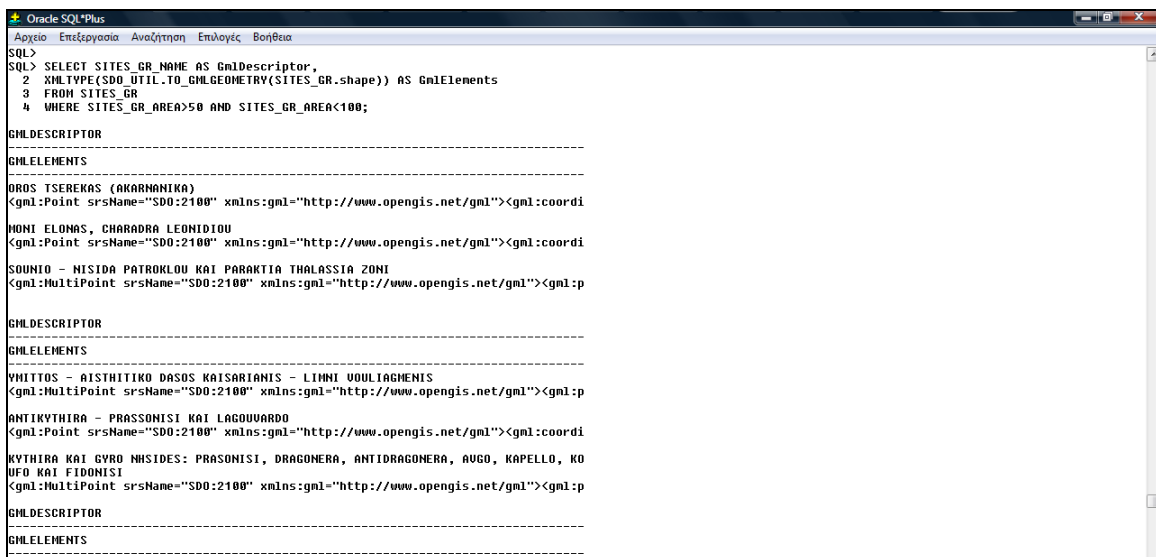 Oracle SQL*Plus
Αρχείο Επεξεργασία Αναζήτηση Επιλογές Βοήθεια
SQL>
SQL> SELECT SITES_GR_NAME AS GmlDescriptor,
2 XMLTYPE(SDO_UTIL.TO_GMLGEOMETRY(SITES_GR.shape)) AS GmlElements
3 FROM SITES_GR
4 WHERE SITES_GR_AREA>50 AND SITES_GR_AREA<100;
GMLDESCRIPTOR
--------------------------------------------------------------------------------
GMLELEMENTS
--------------------------------------------------------------------------------
OROS TSEREKAS (AKARNANIKA)
<gml:Point srsName="SDO:2100" xmlns:gml="http://www.opengis.net/gml"><gml:coordi
MONI ELONAS, CHARADRA LEONIDIOU
<gml:Point srsName="SDO:2100" xmlns:gml="http://www.opengis.net/gml"><gml:coordi
SOUNIO - NISIDA PATROKLOU KAI PARAKTIA THALASSIA ZONI
<gml:MultiPoint srsName="SDO:2100" xmlns:gml="http://www.opengis.net/gml"><gml:p
GMLDESCRIPTOR
--------------------------------------------------------------------------------
GMLELEMENTS
--------------------------------------------------------------------------------
YMITTOS - AISTHITIKO DASOS KAISARIANIS - LIMNI VOULIAGMENIS
<gml:MultiPoint srsName="SDO:2100" xmlns:gml="http://www.opengis.net/gml"><gml:p
ANTIKYTHIRA - PRASSONISI KAI LAGOUVARDO
<gml:Point srsName="SDO:2100" xmlns:gml="http://www.opengis.net/gml"><gml:coordi
KYTHIRA KAI GYRO NHSIDES: PRASONISI, DRAGONERA, ANTIDRAGONERA, AVGO, KAPELLO, KO
UFO KAI FIDONISI
<gml:MultiPoint srsName="SDO:2100" xmlns:gml="http://www.opengis.net/gml"><gml:p
GMLDESCRIPTOR
--------------------------------------------------------------------------------
GMLELEMENTS
--------------------------------------------------------------------------------